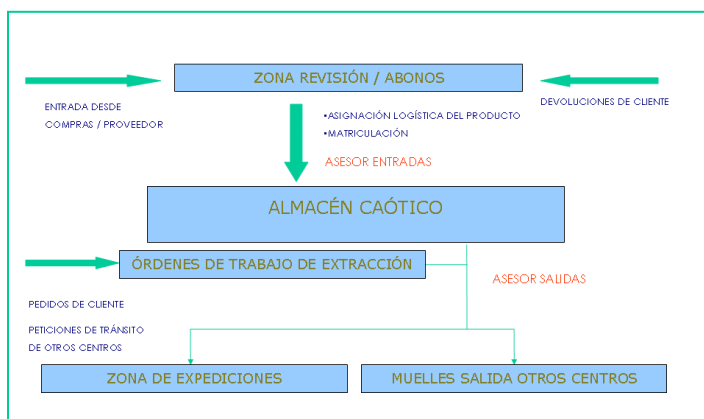 ZONA REVISIÓN / ABONOS
ENTRADA DESDE
COMPRAS / PROVEEDOR
DEVOLUCIONES DE CLIENTE
•ASIGNACIÓN LOGÍSTICA DEL PRODUCTO
•MATRICULACIÓN
ASESOR ENTRADAS
ALMACÉN CAÓTICO
ÓRDENES DE TRABAJO DE EXTRACCIÓN
ASESOR SALIDAS
PEDIDOS DE CLIENTE
PETICIONES DE TRÁNSITO
DE OTROS CENTROS
ZONA DE EXPEDICIONES
MUELLES SALIDA OTROS CENTROS